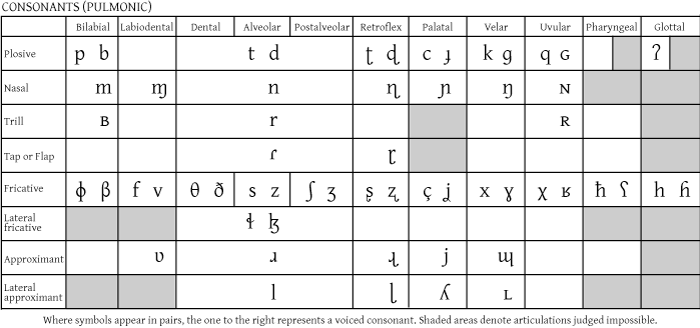 CONSONANTS (PULMONIC)
Bilabial Labiodental Dental Alveolar Postalveolar Retroflex Palatal Velar Uvular Pharyngeal Glottal
Plosive p b t d ʈ ɖ c ɟ k ɡ q ɢ ʔ
Nasal m ɱ n ɳ ɲ ŋ ɴ
Trill ʙ r ʀ
Tap or Flap ɾ ɽ
Fricative ɸ β f v θ ð s z ʃ ʒ ʂ ʐ ç ʝ x ɣ χ ʁ ħ ʕ h ɦ
Lateral
fricative ɬ ɮ
Approximant ʋ ɹ ɻ j ɰ
Lateral
approximant l ɭ ʎ ʟ
Where symbols appear in pairs, the one to the right represents a voiced consonant. Shaded areas denote articulations judged impossible.